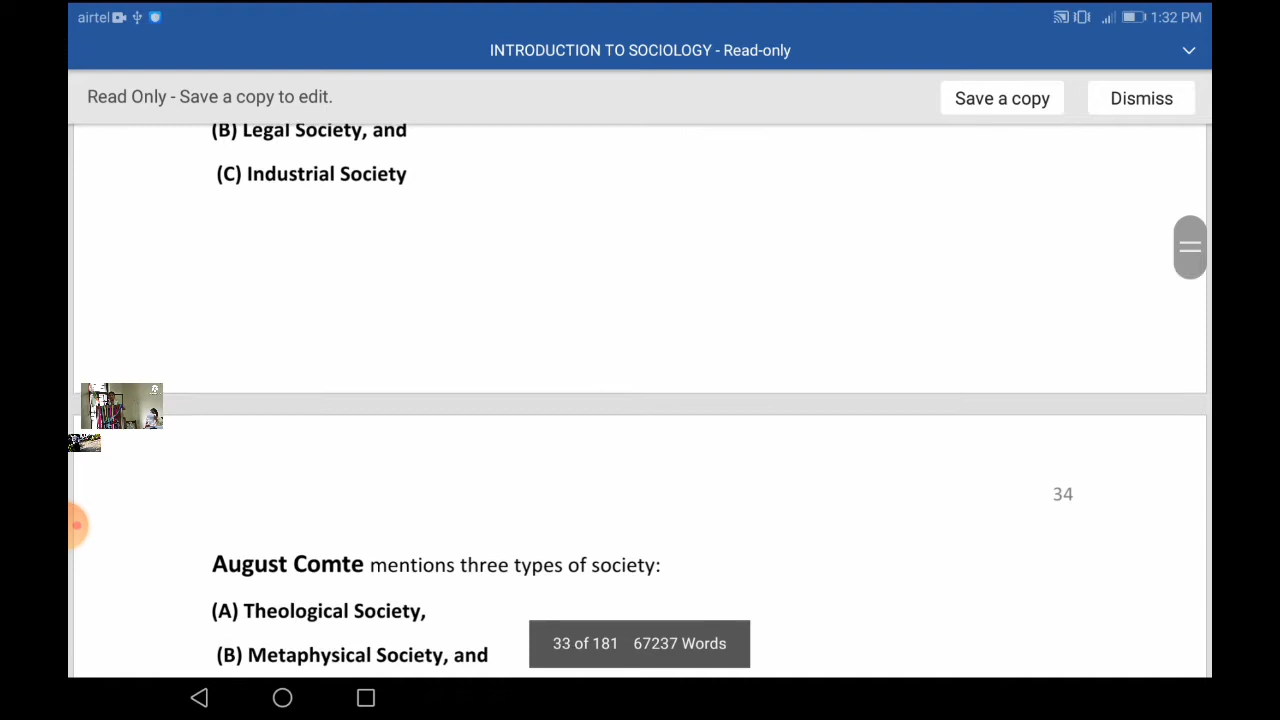 airtel 1:32 PM
INTRODUCTION TO SOCIOLOGY - Read-only
Read Only - Save a copy to edit. Save a copy Dismiss
(B) Legal Society, and
(C) Industrial Society
34
August Comte mentions three types of society:
(A) Theological Society,
(B) Metaphysical Society, and
33 of 181 67237 Words